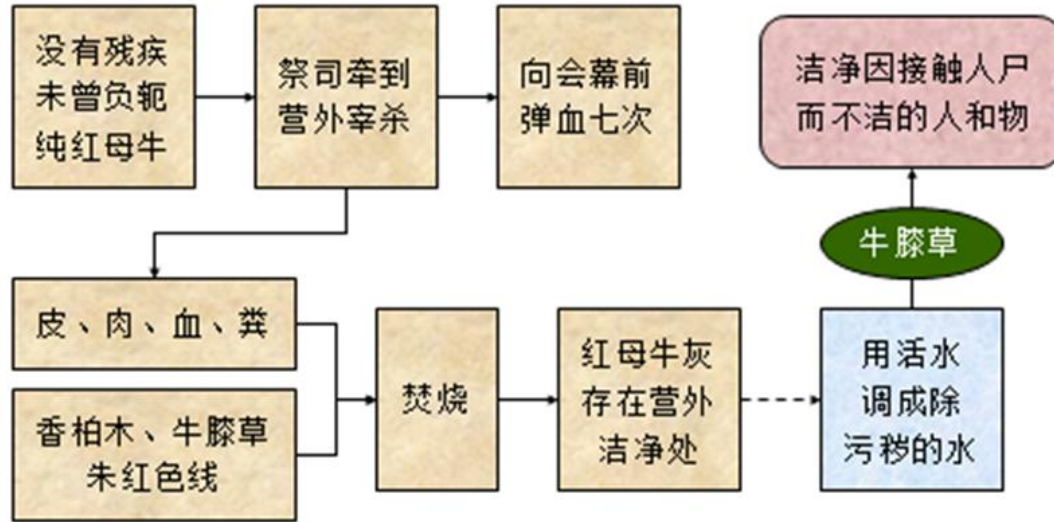 没有残疾
未曾负轭
纯红母牛
祭司牵到
营外宰杀
向会幕前
弹血七次
洁净因接触人尸
而不洁的人和物
牛膝草
皮、肉、血、粪
香柏木、牛膝草
朱红色线
焚烧
红母牛灰
存在营外
洁净处
用活水
调成除
污秽的水